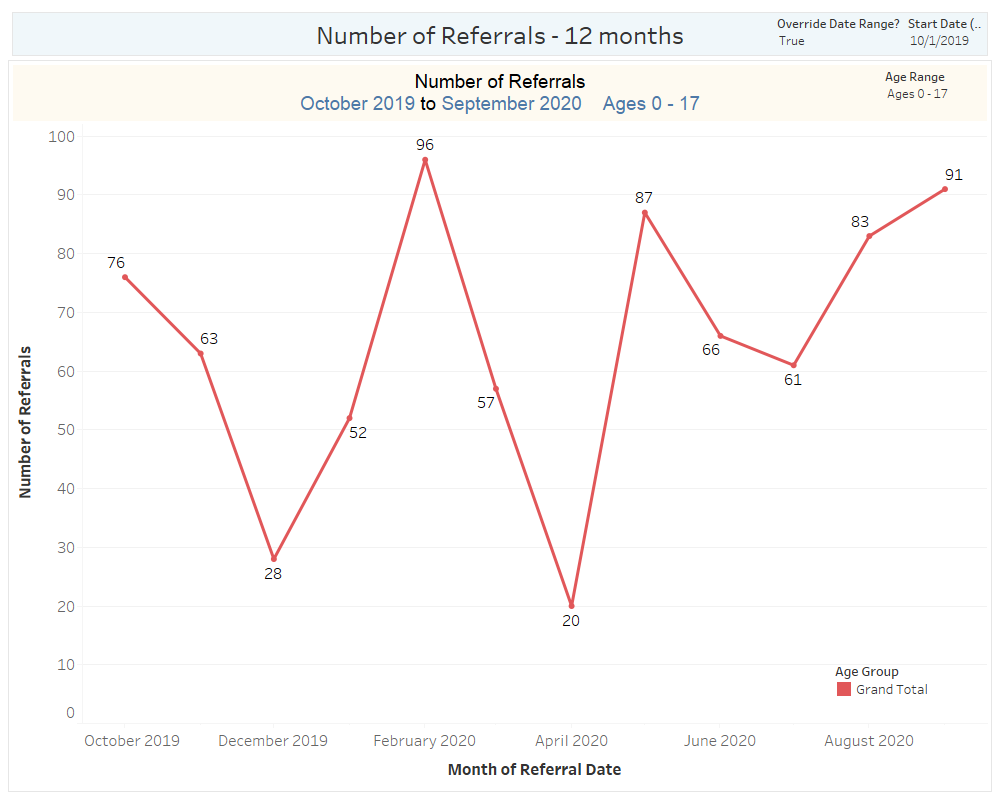 Number of Referrals - 12 months
Override Date Range? Start Date (..
True 10/1/2019
Number of Referrals
October 2019 to September 2020 Ages 0 - 17
Age Range
Ages 0 - 17
100
90
80
70
60
50
40
30
20
10
0
Number of Referrals
76
63
28
52
96
57
20
87
66
61
83
91
Age Group
Grand Total
October 2019 December 2019 February 2020 April 2020 June 2020 August 2020
Month of Referral Date